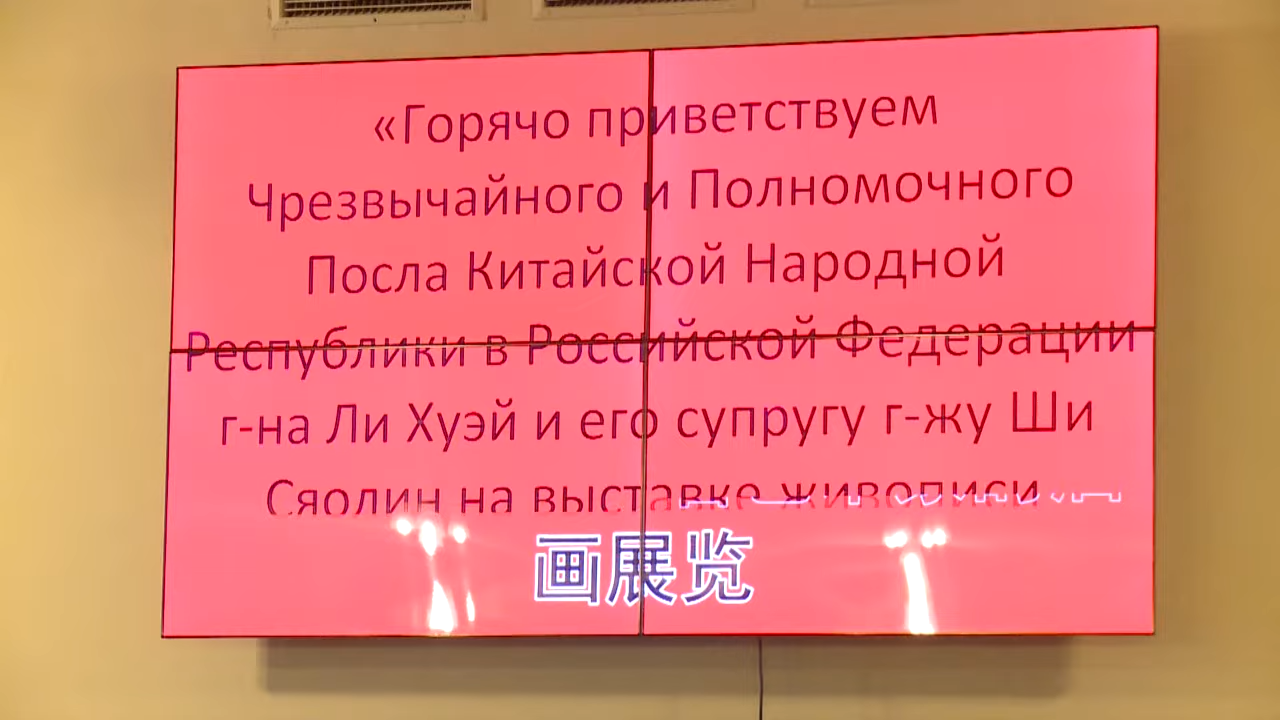 «Горячо приветствуем
Чрезвычайного и Полномочного
Посла Китайской Народной
Республики в Российской Федерации
г-на Ли Хуэй и его супругу г-жу Ши
Сяолин на выставке живописи
画展览